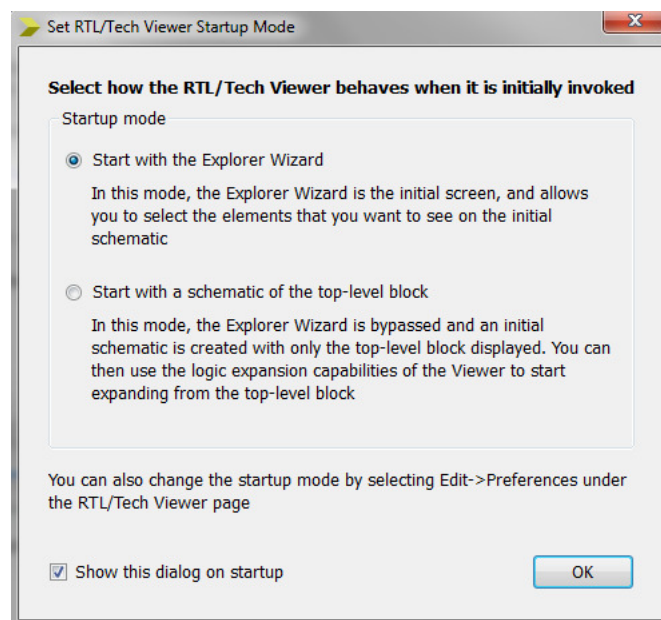 Set RTL/Tech Viewer Startup Mode
Select how the RTL/Tech Viewer behaves when it is initially invoked
Startup mode
Start with the Explorer Wizard
In this mode, the Explorer Wizard is the initial screen, and allows
you to select the elements that you want to see on the initial
schematic
Start with a schematic of the top-level block
In this mode, the Explorer Wizard is bypassed and an initial
schematic is created with only the top-level block displayed. You can
then use the logic expansion capabilities of the Viewer to start
expanding from the top-level block
You can also change the startup mode by selecting Edit->Preferences under
the RTL/Tech Viewer page
Show this dialog on startup
OK